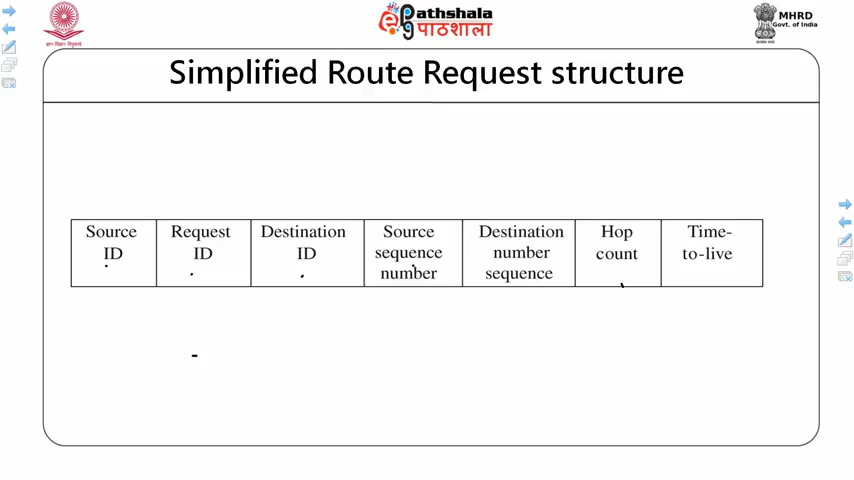 Pathshala
पाठशाला
MHRD
Govt. of India
Simplified Route Request structure
Source ID
Request ID
Destination ID
Source sequence number
Destination number sequence
Hop count
Time-to-live